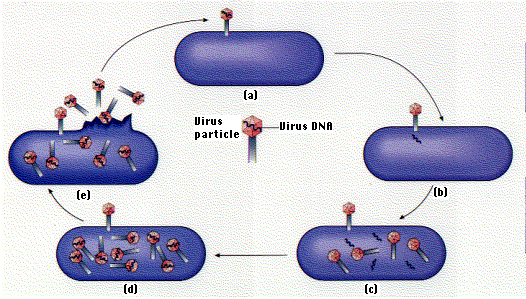 (a)
Virus
particle
Virus DNA
(b)
(e)
(d)
(c)